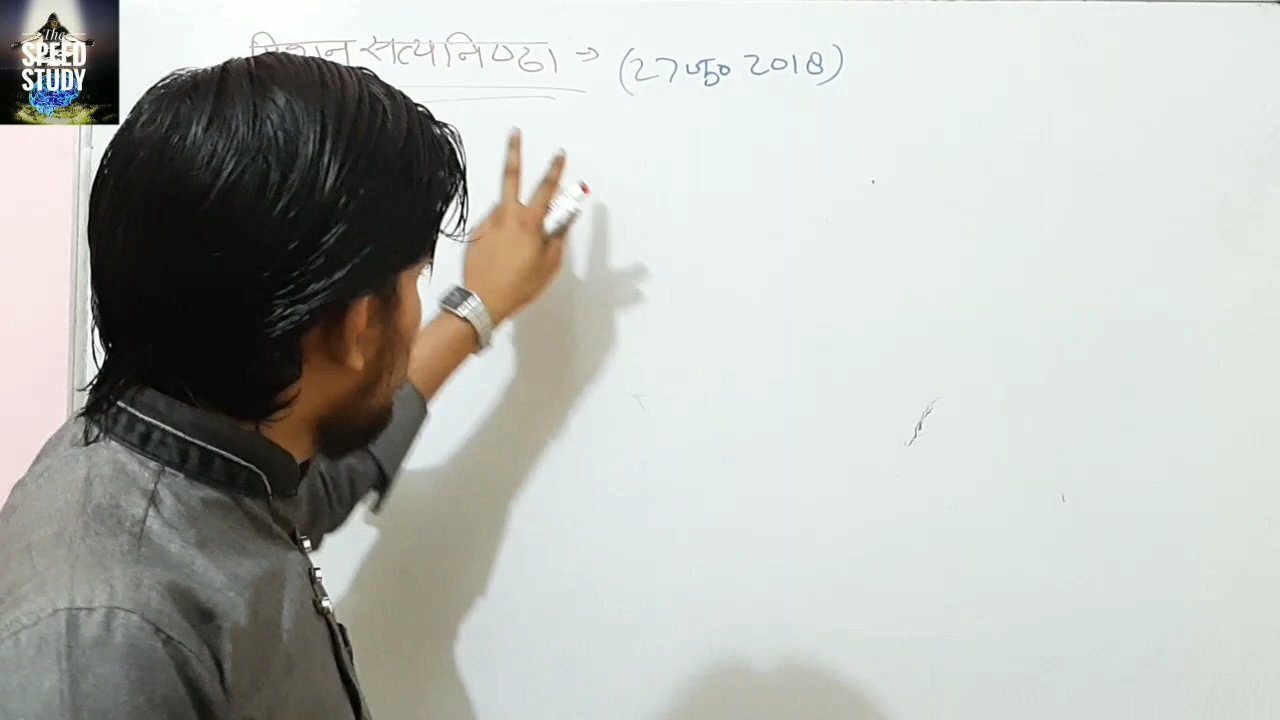 The
SPEED
STUDY
मिशन सत्यनिष्ठा → (27 जु० 2018)